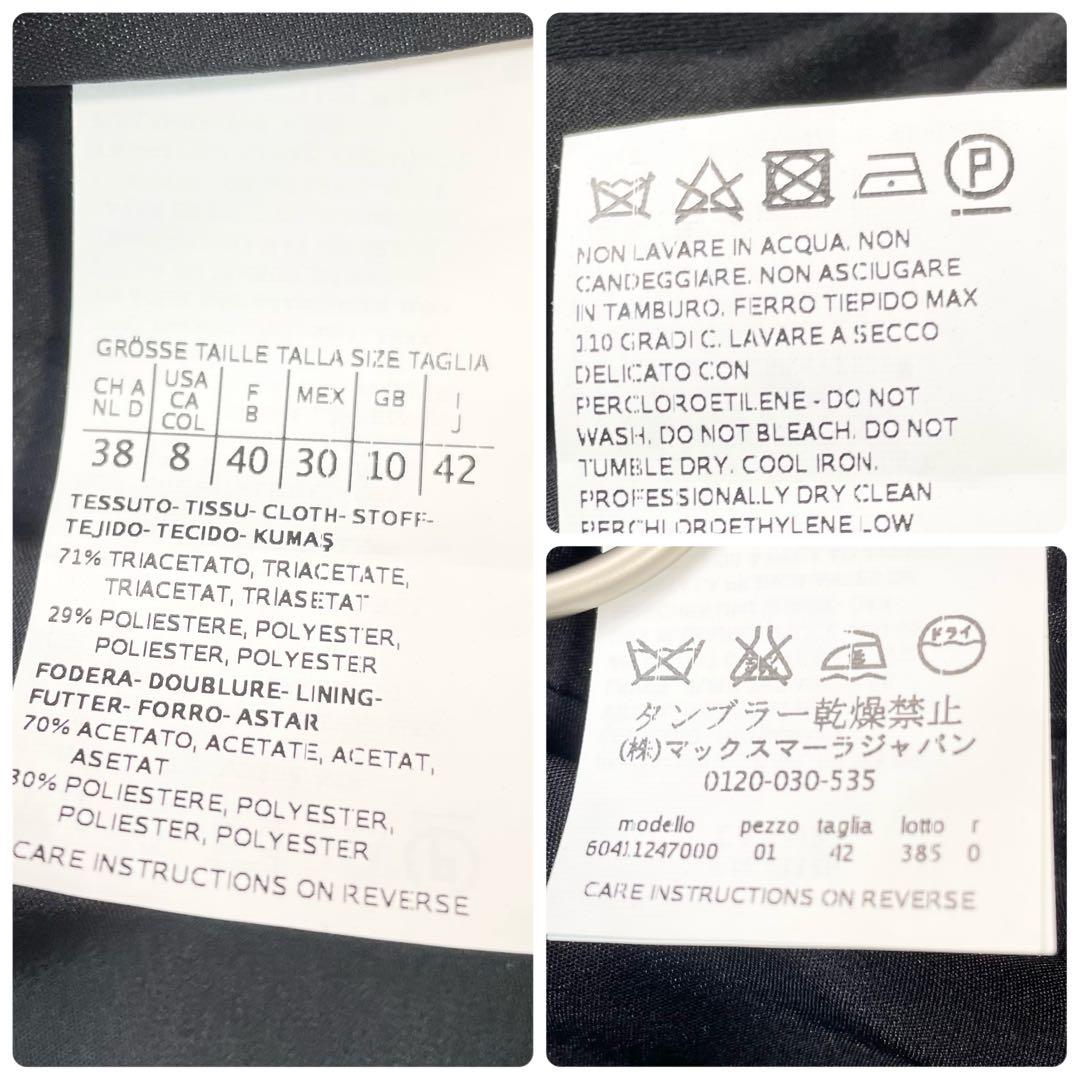 GRÖSSE TAILLE TALLA SIZE TAGLIA
CH A NL D USA CA COL F B MEX GB I J
38 8 40 30 10 42
TESSUTO- TISSU- CLOTH- STOFF-
TEJIDO- TECIDO- KUMAŞ
71% TRIACETATO, TRIACETATE,
TRIACETAT, TRIASETAT
29% POLIESTERE, POLYESTER,
POLIESTER, POLYESTER
FODERA- DOUBLURE- LINING-
FUTTER- FORRO- ASTAR
70% ACETATO, ACETATE, ACETAT,
ASETAT
30% POLIESTERE, POLYESTER,
POLIESTER, POLYESTER
CARE INSTRUCTIONS ON REVERSE
P
NON LAVARE IN ACQUA. NON
CANDEGGIARE. NON ASCIUGARE
IN TAMBURO. FERRO TIEPIDO MAX
110 GRADI C. LAVARE A SECCO
DELICATO CON
PERCLOROETILENE - DO NOT
WASH. DO NOT BLEACH. DO NOT
TUMBLE DRY. COOL IRON.
PROFESSIONALLY DRY CLEAN
PERCHLOROETHYLENE LOW
ドライ
タンブラー乾燥禁止
(株)マックスマーラジャパン
0120-030-535
modello pezzo taglia lotto r
60411247000 01 42 385 0
CARE INSTRUCTIONS ON REVERSE